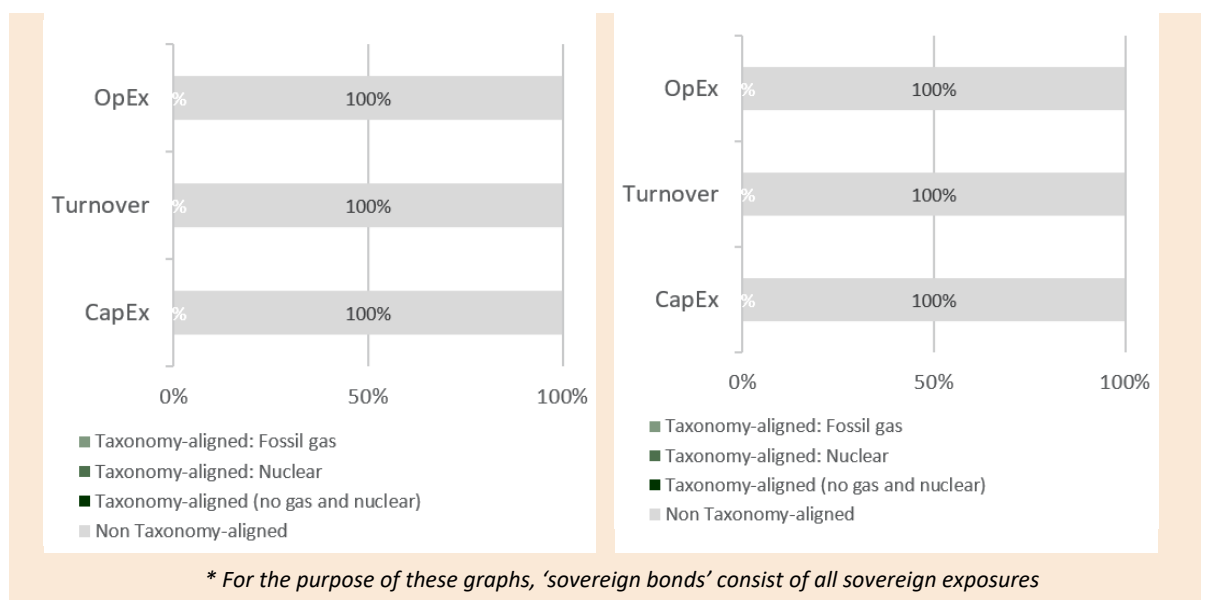 OpEx
%
100%
Turnover
%
100%
CapEx
%
100%
0%
50%
100%
Taxonomy-aligned: Fossil gas
Taxonomy-aligned: Nuclear
Taxonomy-aligned (no gas and nuclear)
Non Taxonomy-aligned
OpEx
%
100%
Turnover
%
100%
CapEx
%
100%
0%
50%
100%
Taxonomy-aligned: Fossil gas
Taxonomy-aligned: Nuclear
Taxonomy-aligned (no gas and nuclear)
Non Taxonomy-aligned
* For the purpose of these graphs, ‘sovereign bonds’ consist of all sovereign exposures